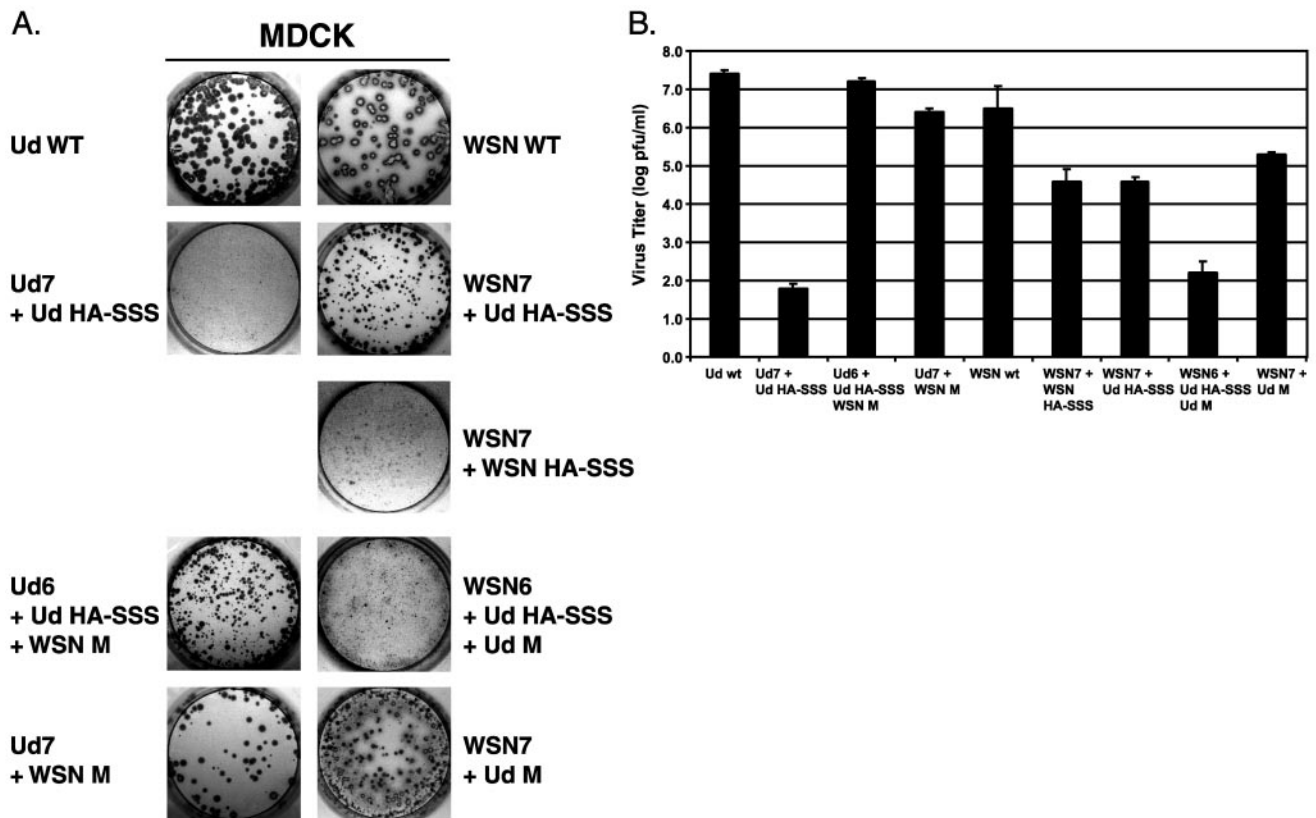 A.
MDCK
Ud WT
WSN WT
Ud7
+ Ud HA-SSS
WSN7
+ Ud HA-SSS
WSN7
+ WSN HA-SSS
Ud6
+ Ud HA-SSS
+ WSN M
WSN6
+ Ud HA-SSS
+ Ud M
Ud7
+ WSN M
WSN7
+ Ud M
B.
Virus Titer (log pfu/ml)
8.0
7.0
6.0
5.0
4.0
3.0
2.0
1.0
0.0
Ud wt
Ud7 +
Ud HA-SSS
Ud6 +
Ud HA-SSS
WSN M
Ud7 +
WSN M
WSN wt
WSN7 +
WSN
HA-SSS
WSN7 +
Ud HA-SSS
WSN6 +
Ud HA-SSS
Ud M
WSN7 +
Ud M